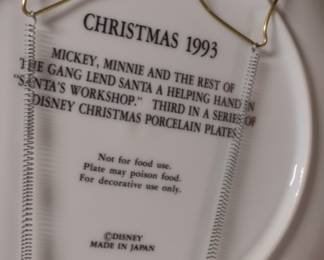 CHRISTMAS 1993
MICKEY, MINNIE AND THE REST OF
THE GANG LEND SANTA A HELPING HAND IN
"SANTA'S WORKSHOP." THIRD IN A SERIES OF
DISNEY CHRISTMAS PORCELAIN PLATES
Not for food use.
Plate may poison food.
For decorative use only.
©DISNEY
MADE IN JAPAN